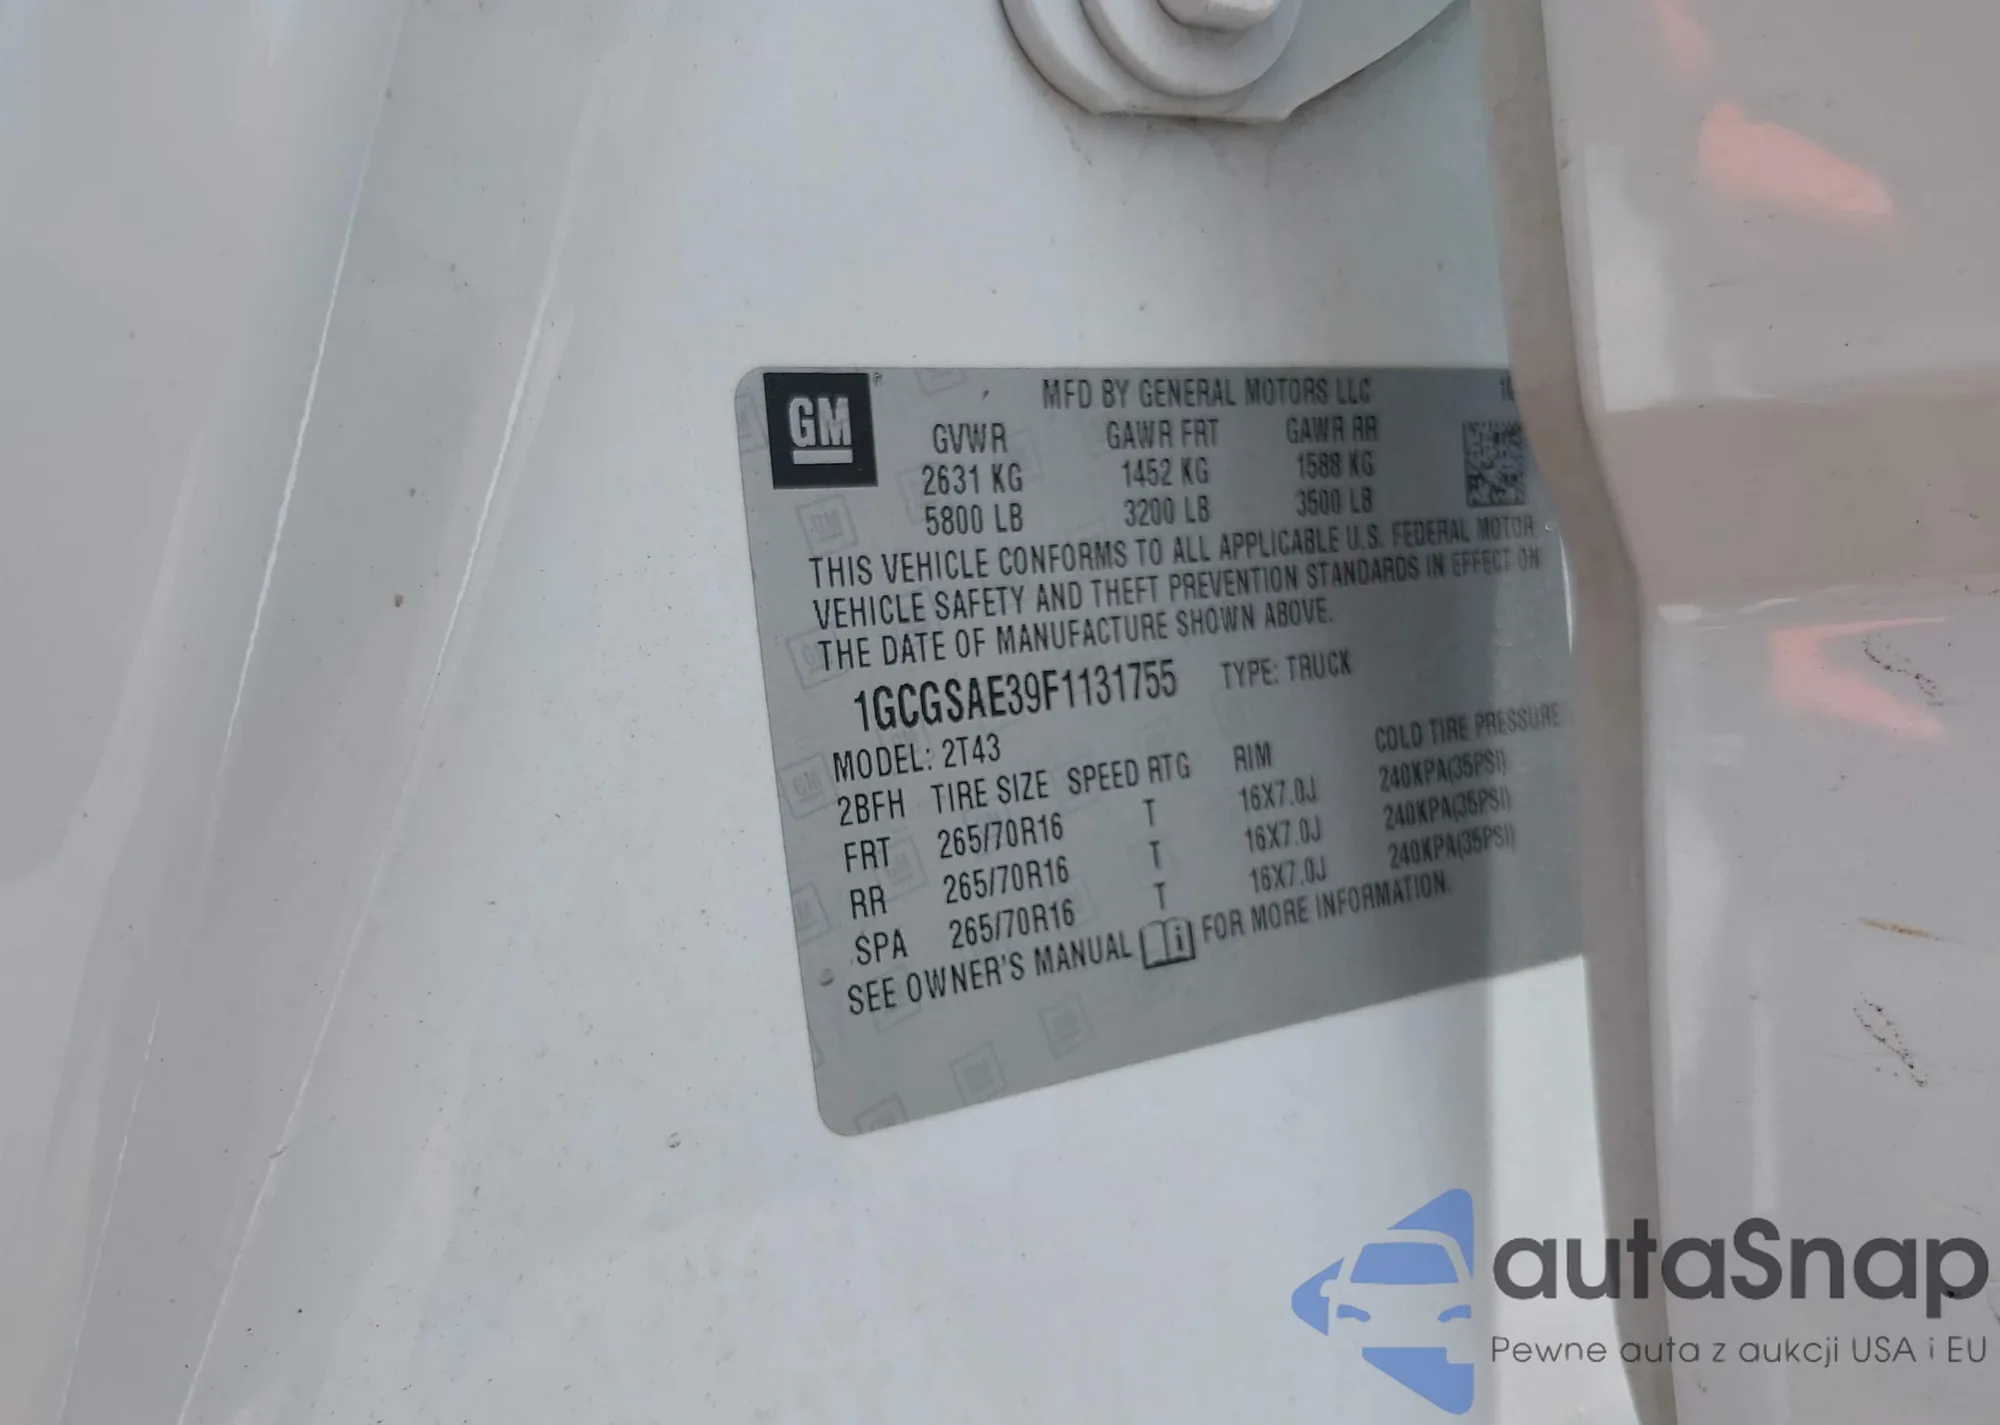 GM
MFD BY GENERAL MOTORS LLC
GVWR GAWR FRT GAWR RR
2631 KG 1452 KG 1588 KG
5800 LB 3200 LB 3500 LB
THIS VEHICLE CONFORMS TO ALL APPLICABLE U.S. FEDERAL MOTOR
VEHICLE SAFETY AND THEFT PREVENTION STANDARDS IN EFFECT ON
THE DATE OF MANUFACTURE SHOWN ABOVE.
1GCGSAE39F1131755 TYPE: TRUCK
MODEL: 2T43
2BFH TIRE SIZE SPEED RTG RIM COLD TIRE PRESSURE
FRT 265/70R16 T 16X7.0J 240KPA(35PSI)
RR 265/70R16 T 16X7.0J 240KPA(35PSI)
SPA 265/70R16 T 16X7.0J 240KPA(35PSI)
SEE OWNER'S MANUAL FOR MORE INFORMATION.
autaSnap
Pewne auta z aukcji USA i EU